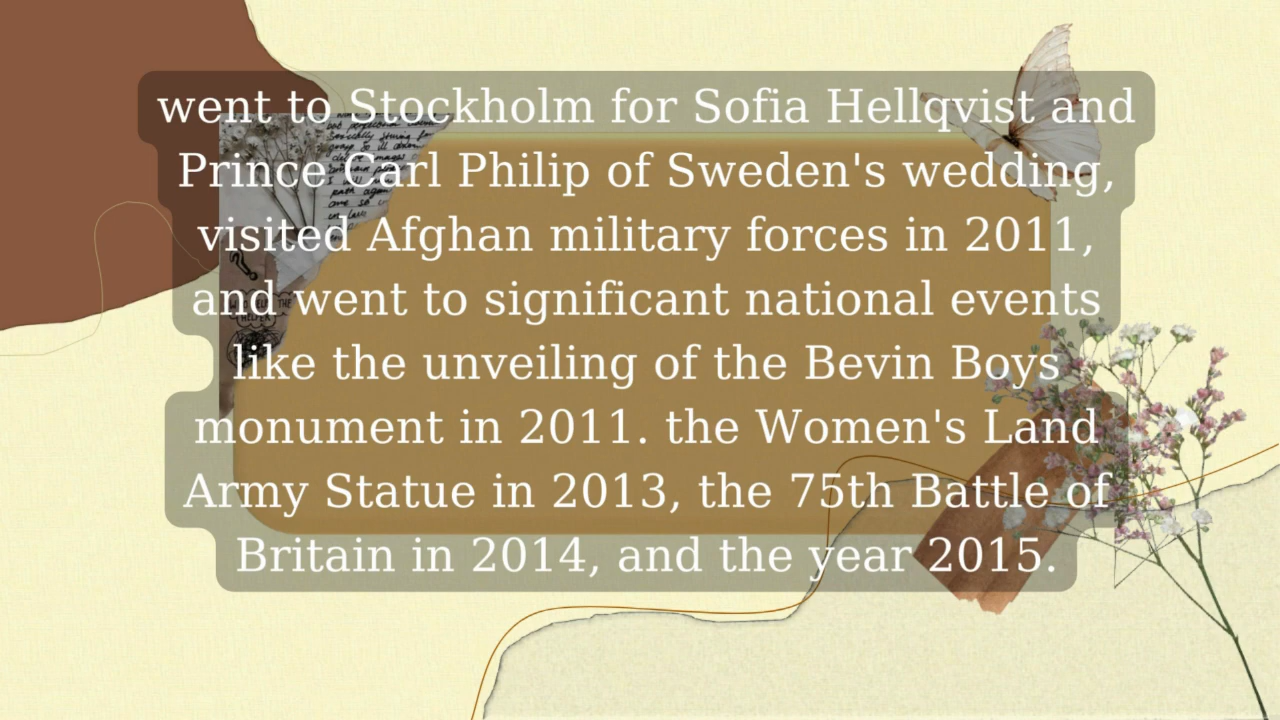 went to Stockholm for Sofia Hellqvist and
Prince Carl Philip of Sweden's wedding,
visited Afghan military forces in 2011,
and went to significant national events
like the unveiling of the Bevin Boys
monument in 2011. the Women's Land
Army Statue in 2013, the 75th Battle of
Britain in 2014, and the year 2015.